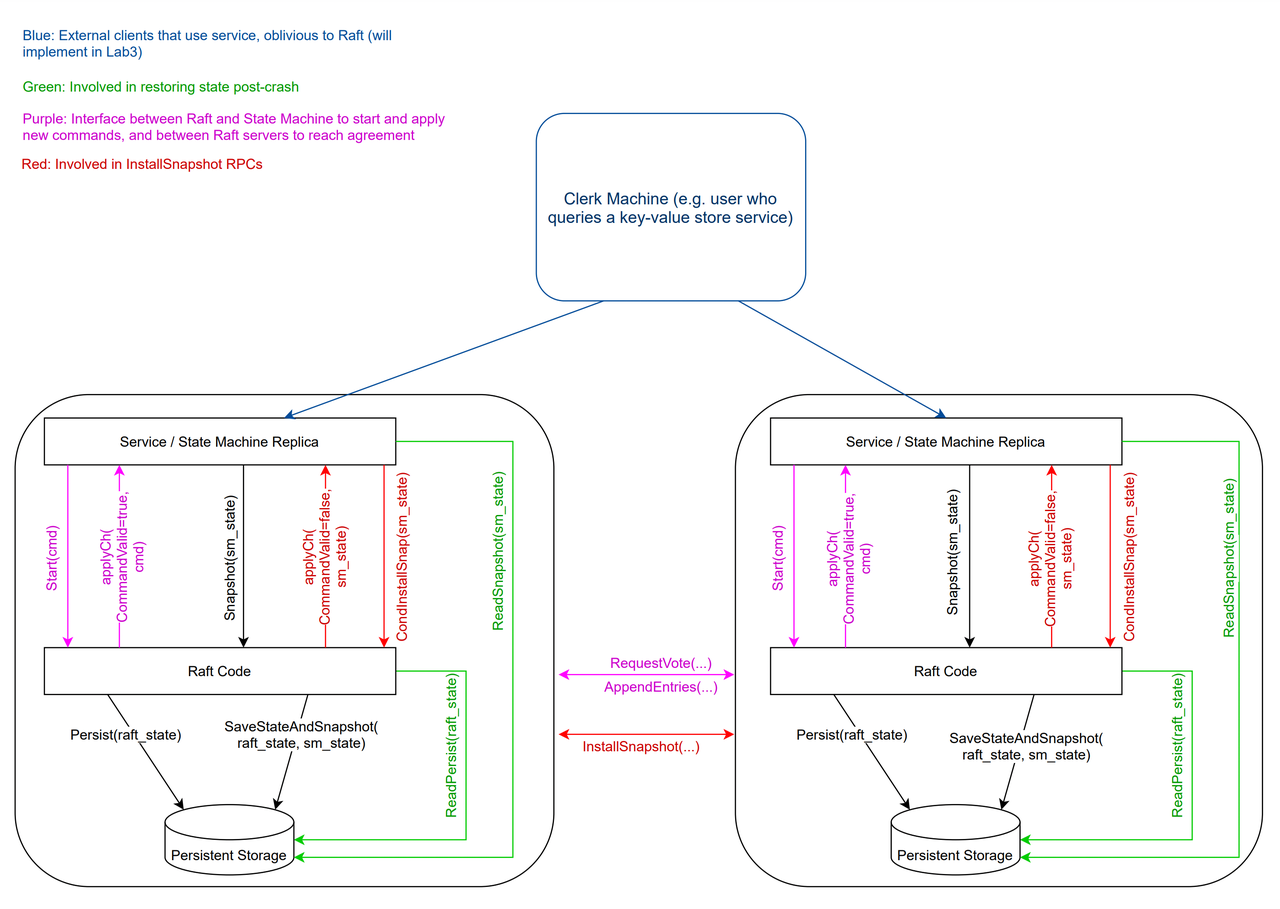 Blue: External clients that use service, oblivious to Raft (will
implement in Lab3)
Green: Involved in restoring state post-crash
Purple: Interface between Raft and State Machine to start and apply
new commands, and between Raft servers to reach agreement
Red: Involved in InstallSnapshot RPCs
Clerk Machine (e.g. user who
queries a key-value store service)
Service / State Machine Replica
Start(cmd)
applyCh(
CommandValid=true,
cmd)
Snapshot(sm_state)
applyCh(
CommandValid=false,
sm_state)
CondInstallSnap(sm_state)
ReadSnapshot(sm_state)
Raft Code
Persist(raft_state)
SaveStateAndSnapshot(
raft_state, sm_state)
ReadPersist(raft_state)
Persistent Storage
RequestVote(...)
AppendEntries(...)
InstallSnapshot(...)
Service / State Machine Replica
Start(cmd)
applyCh(
CommandValid=true,
cmd)
Snapshot(sm_state)
applyCh(
CommandValid=false,
sm_state)
CondInstallSnap(sm_state)
ReadSnapshot(sm_state)
Raft Code
Persist(raft_state)
SaveStateAndSnapshot(
raft_state, sm_state)
ReadPersist(raft_state)
Persistent Storage